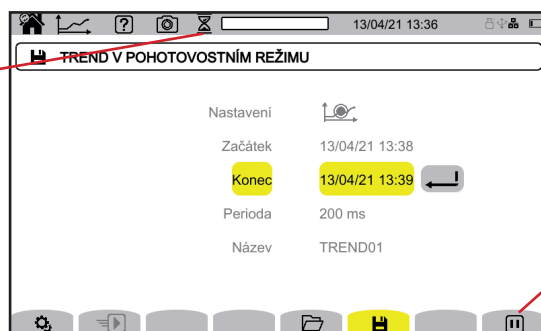 13/04/21 13:36
TREND V POHOTOVOSTNÍM REŽIMU
Nastavení
Začátek 13/04/21 13:38
Konec 13/04/21 13:39
Perioda 200 ms
Název TREND01